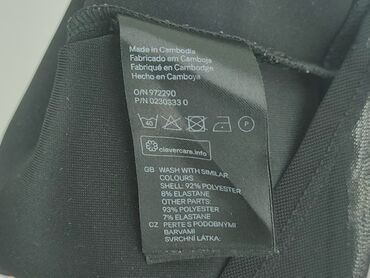 Made in Cambodia
Fabricado em Camboja
Fabriqué en Cambodge
Hecho en Camboya
O/N 972290
P/N 0230333 0
40
clevercare.info
GB WASH WITH SIMILAR
COLOURS
SHELL: 92% POLYESTER
8% ELASTANE
OTHER PARTS:
93% POLYESTER
7% ELASTANE
CZ PERTE S PODOBNÝMI
BARVAMI
SVRCHNÍ LÁTKA: